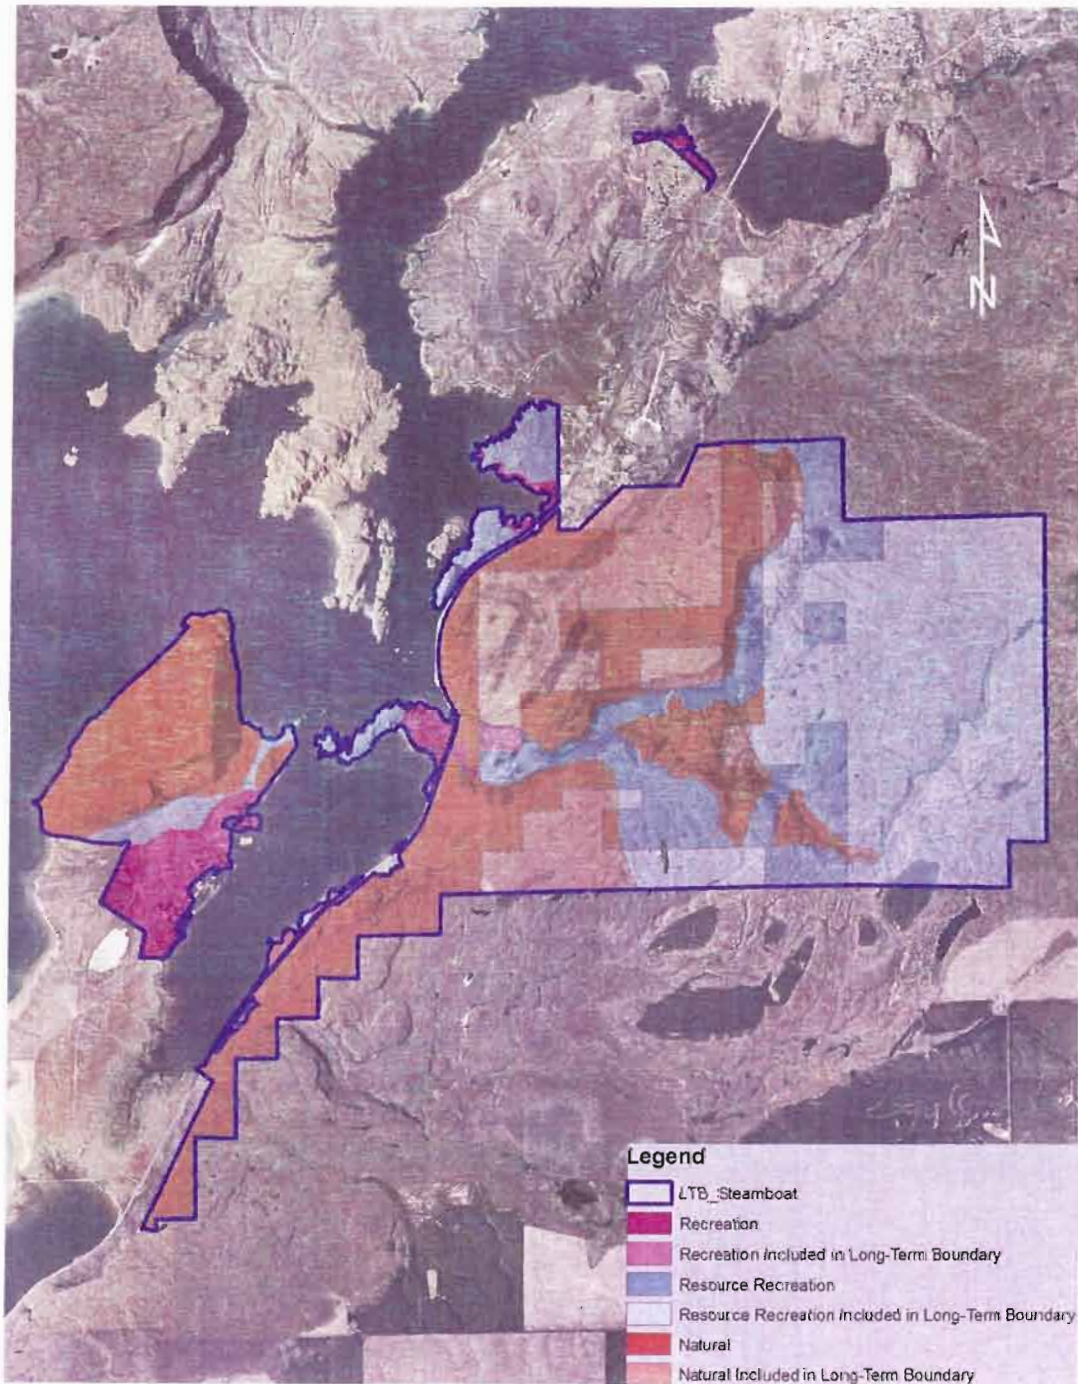 N
Legend
LTB_Steamboat
Recreation
Recreation Included in Long-Term Boundary
Resource Recreation
Resource Recreation Included in Long-Term Boundary
Natural
Natural Included in Long-Term Boundary